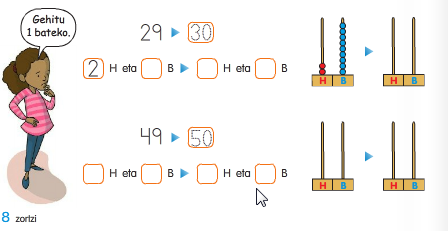 Gehitu
1 bateko.
29 30
2 H eta B H eta B
H B H B
49 50
H eta B H eta B
H B H B
8 zortzi